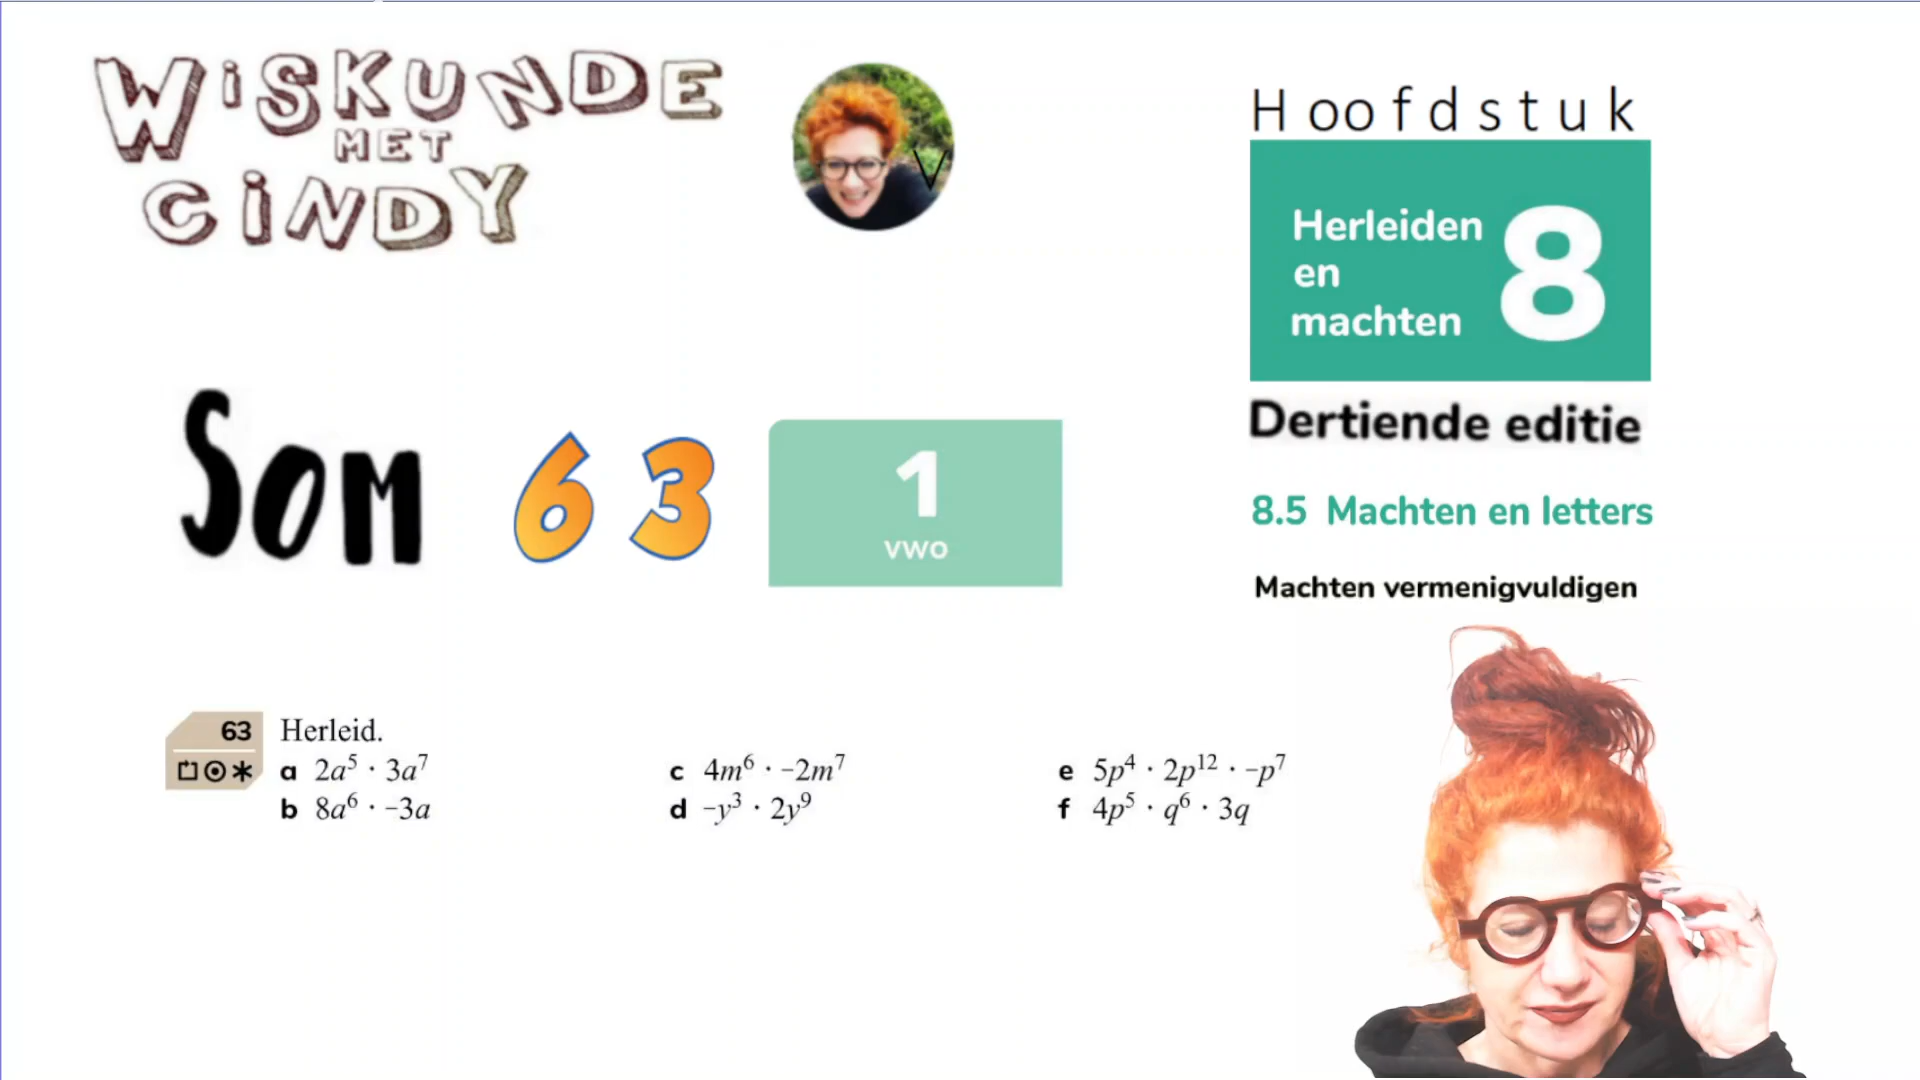 WiSKUNDE
MET
CiNDY
V
Hoofdstuk
Herleiden
en
machten
8
Dertiende editie
8.5 Machten en letters
Machten vermenigvuldigen
SOM 63
1
vwo
63 Herleid.
a 2a⁵ · 3a⁷
b 8a⁶ · −3a
c 4m⁶ · −2m⁷
d −y³ · 2y⁹
e 5p⁴ · 2p¹² · −p⁷
f 4p⁵ · q⁶ · 3q